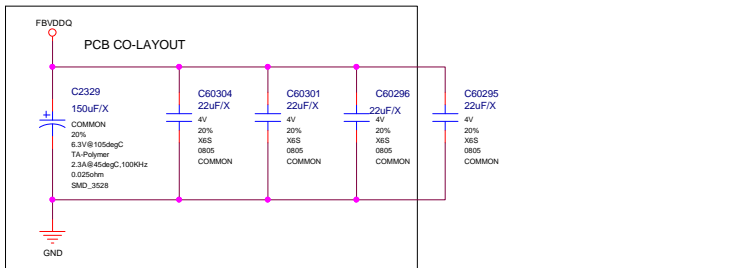 FBVDDQ
PCB CO-LAYOUT
C2329
150uF/X
COMMON
20%
6.3V@105degC
TA-Polymer
2.3A@45degC,100KHz
0.025ohm
SMD_3528
C60304
22uF/X
4V
20%
X6S
0805
COMMON
C60301
22uF/X
4V
20%
X6S
0805
COMMON
C60296
22uF/X
4V
20%
X6S
0805
COMMON
C60295
22uF/X
4V
20%
X6S
0805
COMMON
+
GND